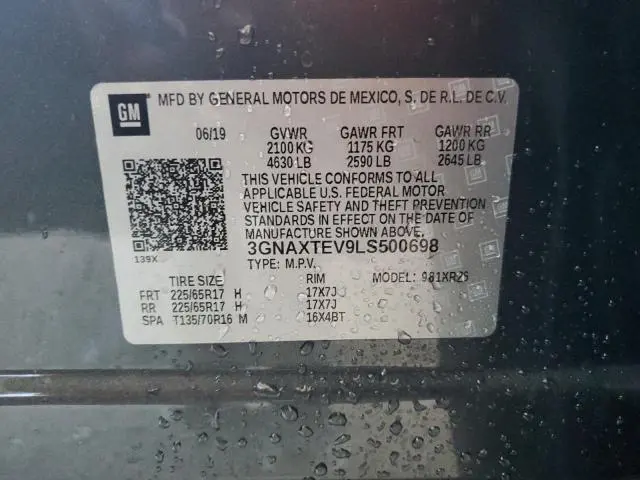 GM MFD BY GENERAL MOTORS DE MEXICO, S. DE R.L. DE C.V.
06/19 GVWR GAWR FRT GAWR RR
2100 KG 1175 KG 1200 KG
4630 LB 2590 LB 2645 LB
THIS VEHICLE CONFORMS TO ALL
APPLICABLE U.S. FEDERAL MOTOR
VEHICLE SAFETY AND THEFT PREVENTION
STANDARDS IN EFFECT ON THE DATE OF
MANUFACTURE SHOWN ABOVE.
139X 3GNAXTEV9LS500698
TYPE: M.P.V. MODEL: 981XR26
TIRE SIZE RIM
FRT 225/65R17 H 17X7J
RR 225/65R17 H 17X7J
SPA T135/70R16 M 16X4BT